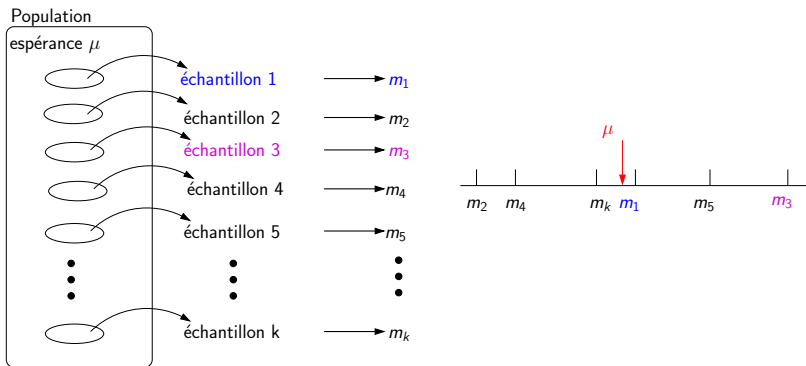 Population
espérance μ
échantillon 1 m₁
échantillon 2 m₂
échantillon 3 m₃
échantillon 4 m₄
échantillon 5 m₅
échantillon k mₖ
μ
m₂ m₄ mₖ m₁ m₅ m₃